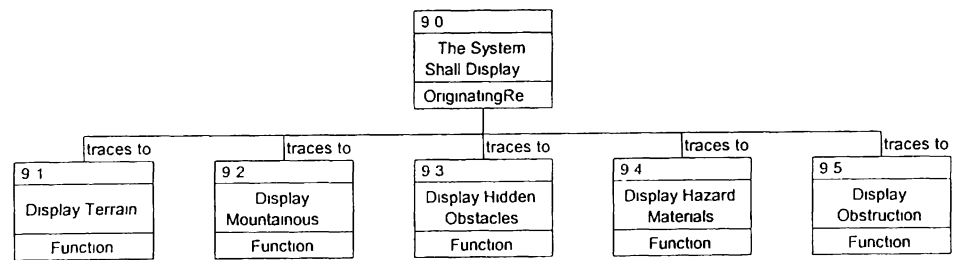 9 0
The System
Shall Display
OriginatingRe
traces to
traces to
traces to
traces to
traces to
9 1
Display Terrain
Function
9 2
Display
Mountainous
Function
9 3
Display Hidden
Obstacles
Function
9 4
Display Hazard
Materials
Function
9 5
Display
Obstruction
Function